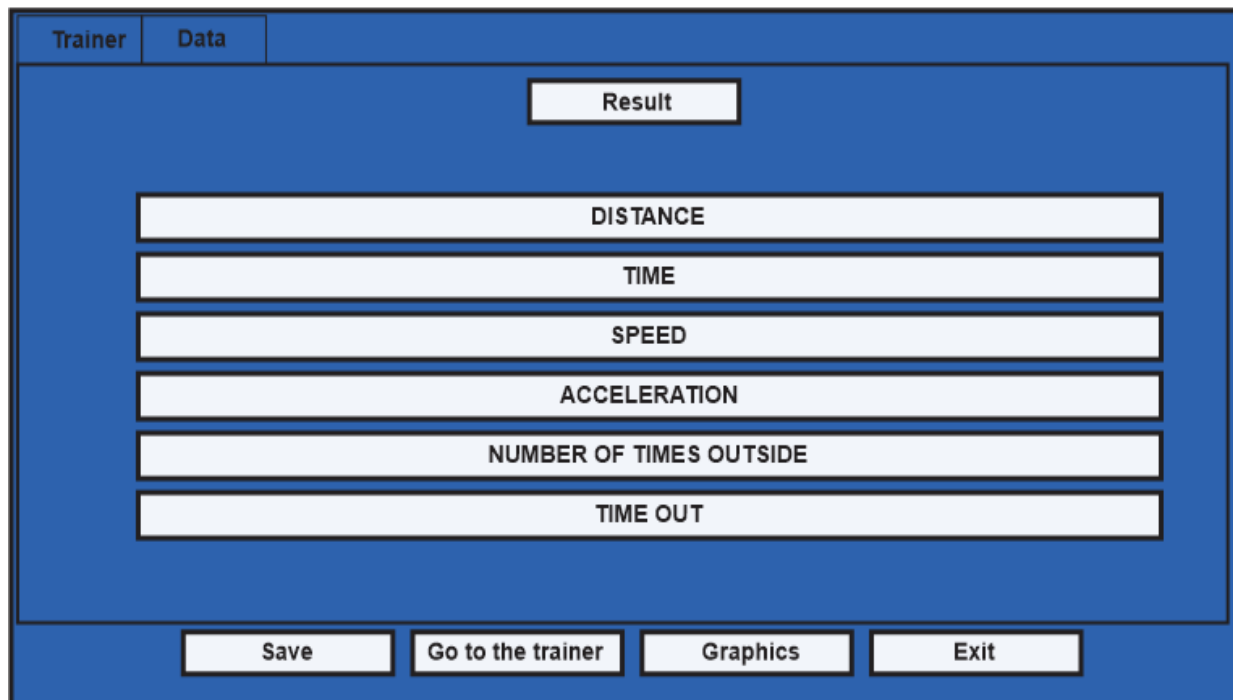 Trainer Data
Result
DISTANCE
TIME
SPEED
ACCELERATION
NUMBER OF TIMES OUTSIDE
TIME OUT
Save Go to the trainer Graphics Exit